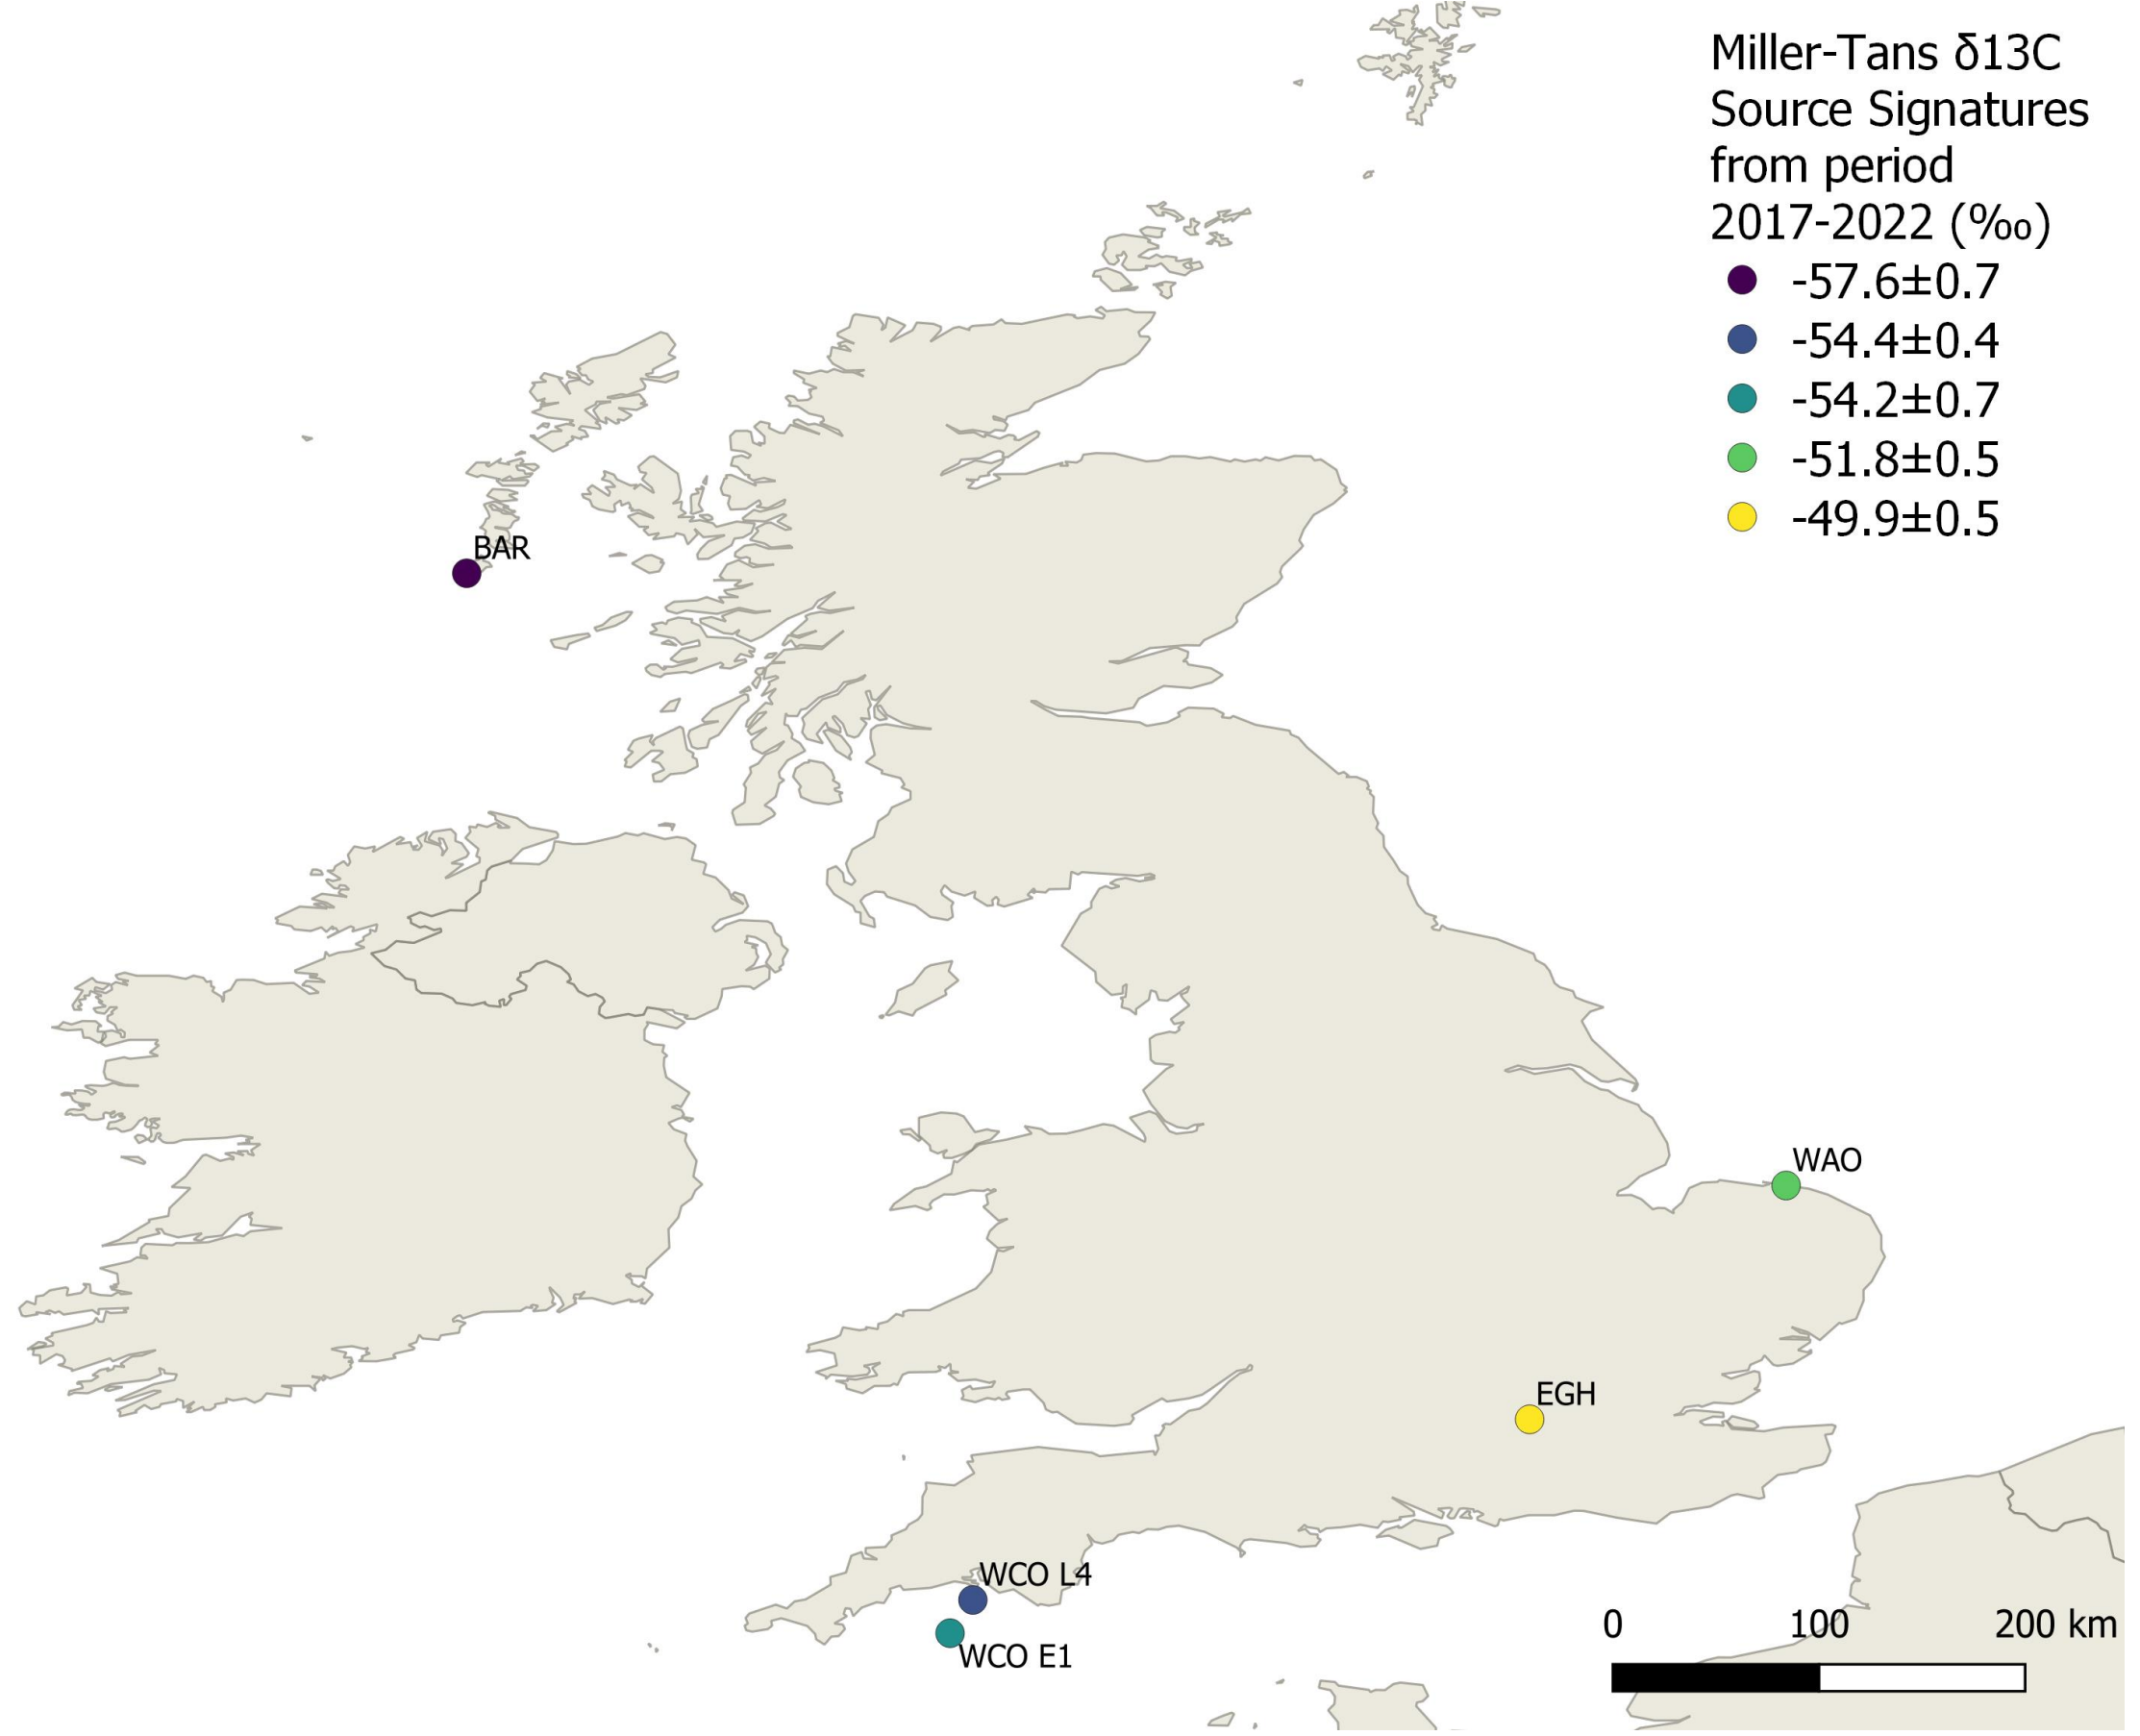 Miller-Tans δ13C
Source Signatures
from period
2017-2022 (‰)
-57.6±0.7
-54.4±0.4
-54.2±0.7
-51.8±0.5
-49.9±0.5
BAR
WAO
EGH
WCO L4
WCO E1
0 100 200 km